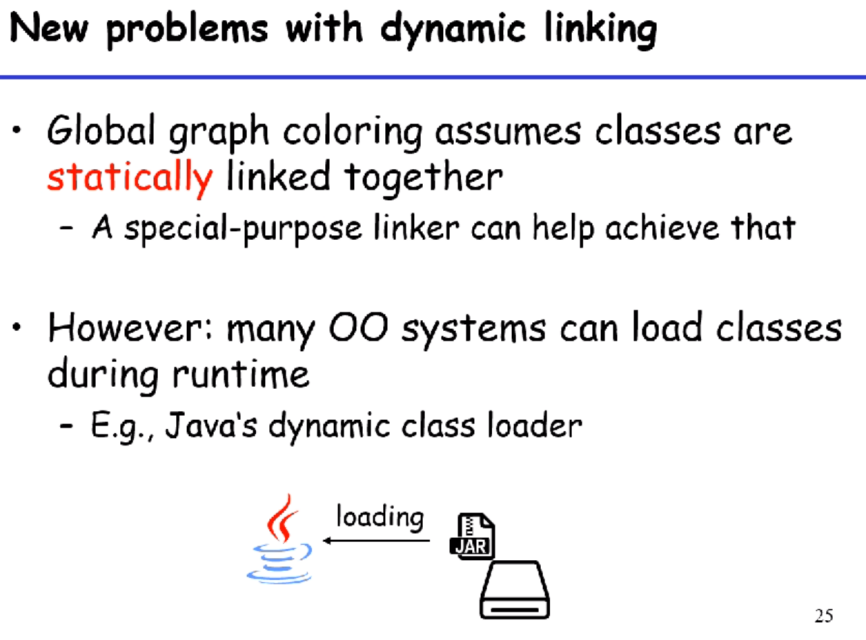 New problems with dynamic linking
• Global graph coloring assumes classes are
statically linked together
– A special-purpose linker can help achieve that
• However: many OO systems can load classes
during runtime
– E.g., Java's dynamic class loader
loading
JAR
25